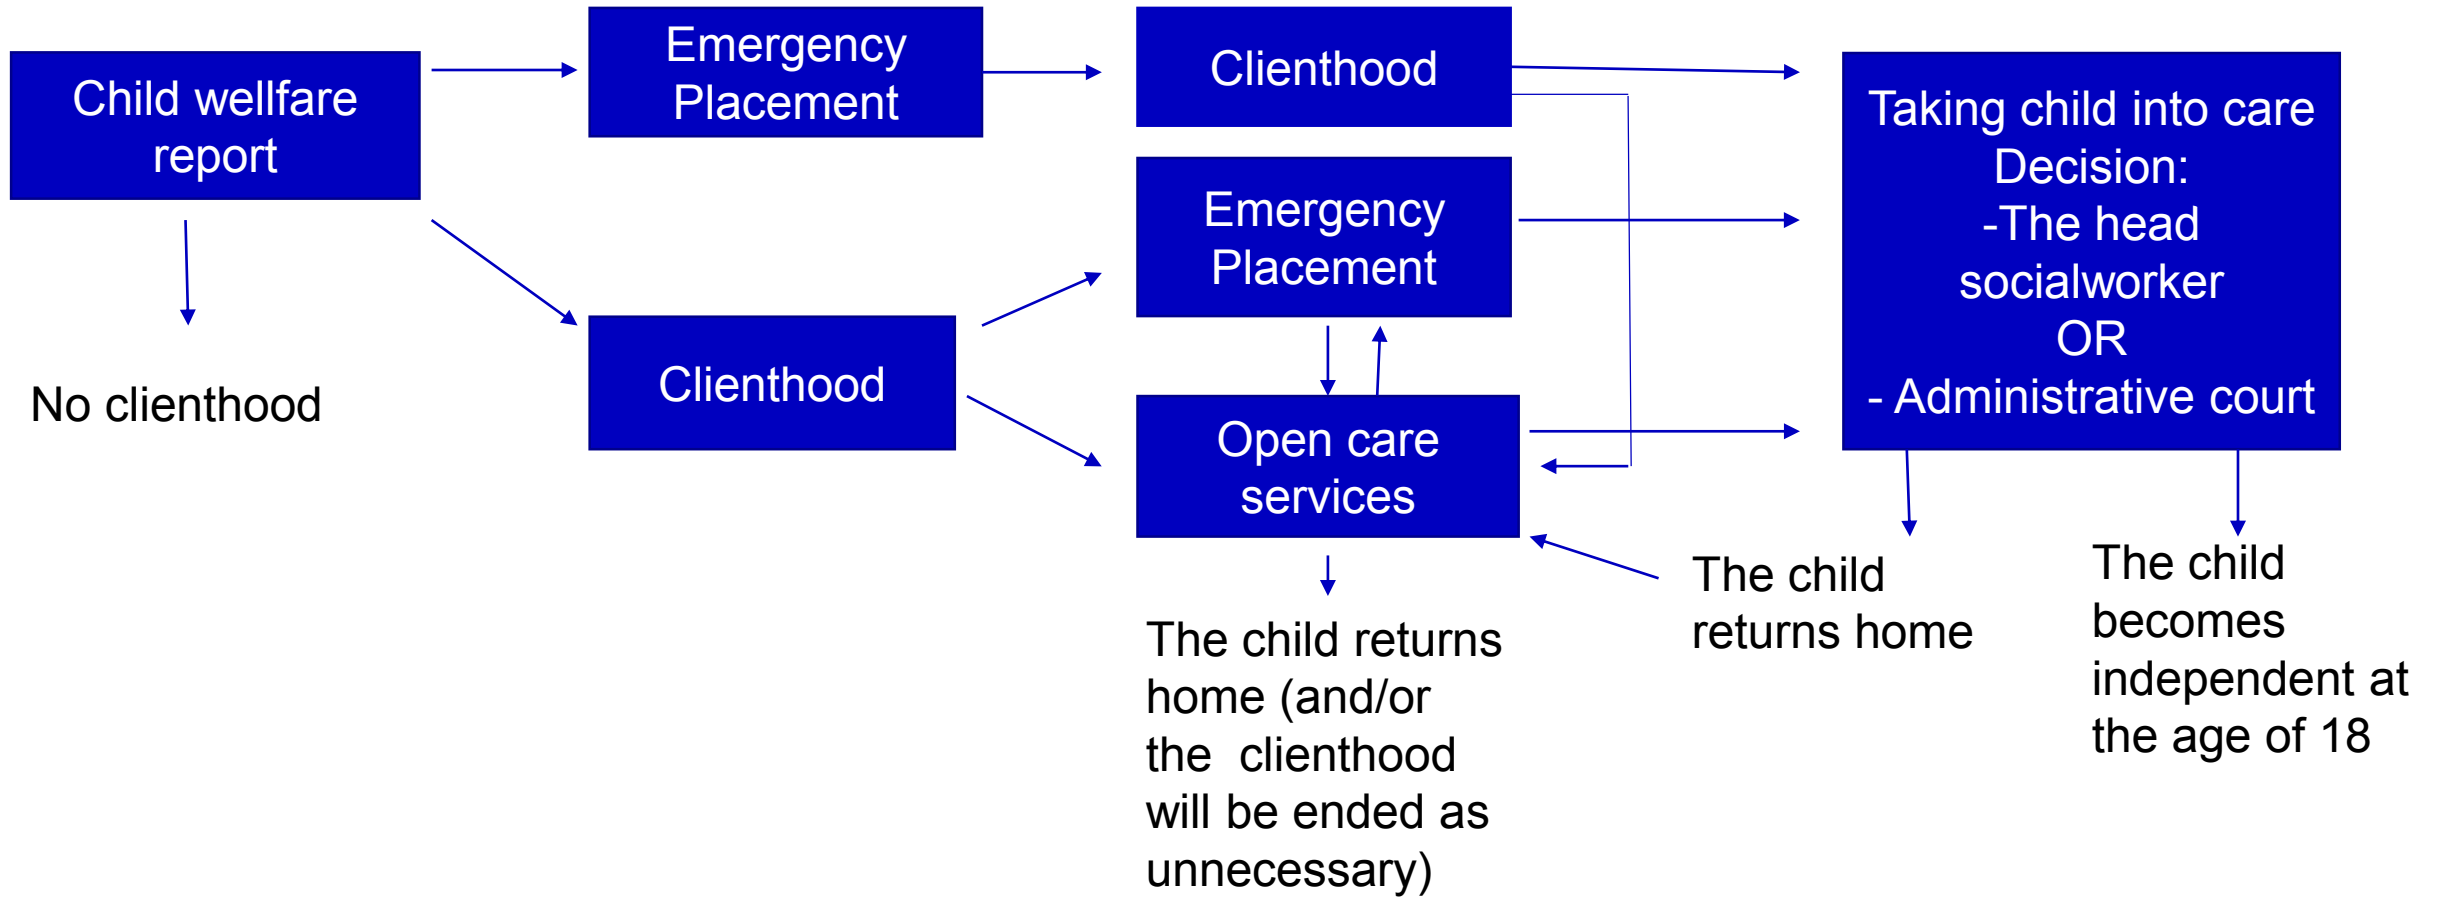 Child wellfare
report
Emergency
Placement
Clienthood
Taking child into care
Decision:
-The head
socialworker
OR
- Administrative court
Emergency
Placement
No clienthood
Clienthood
Open care
services
The child returns
home (and/or
the  clienthood
will be ended as
unnecessary)
The child
returns home
The child
becomes
independent at
the age of 18